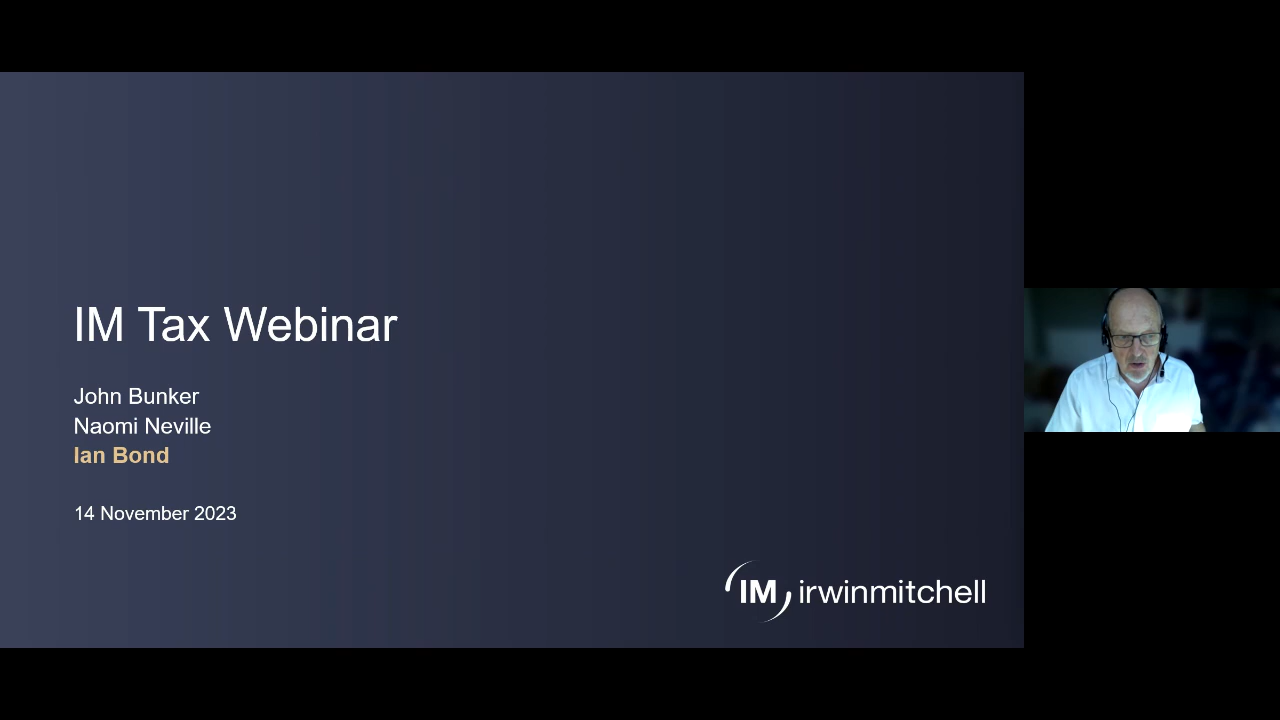 IM Tax Webinar
John Bunker
Naomi Neville
Ian Bond
14 November 2023
IM irwinmitchell